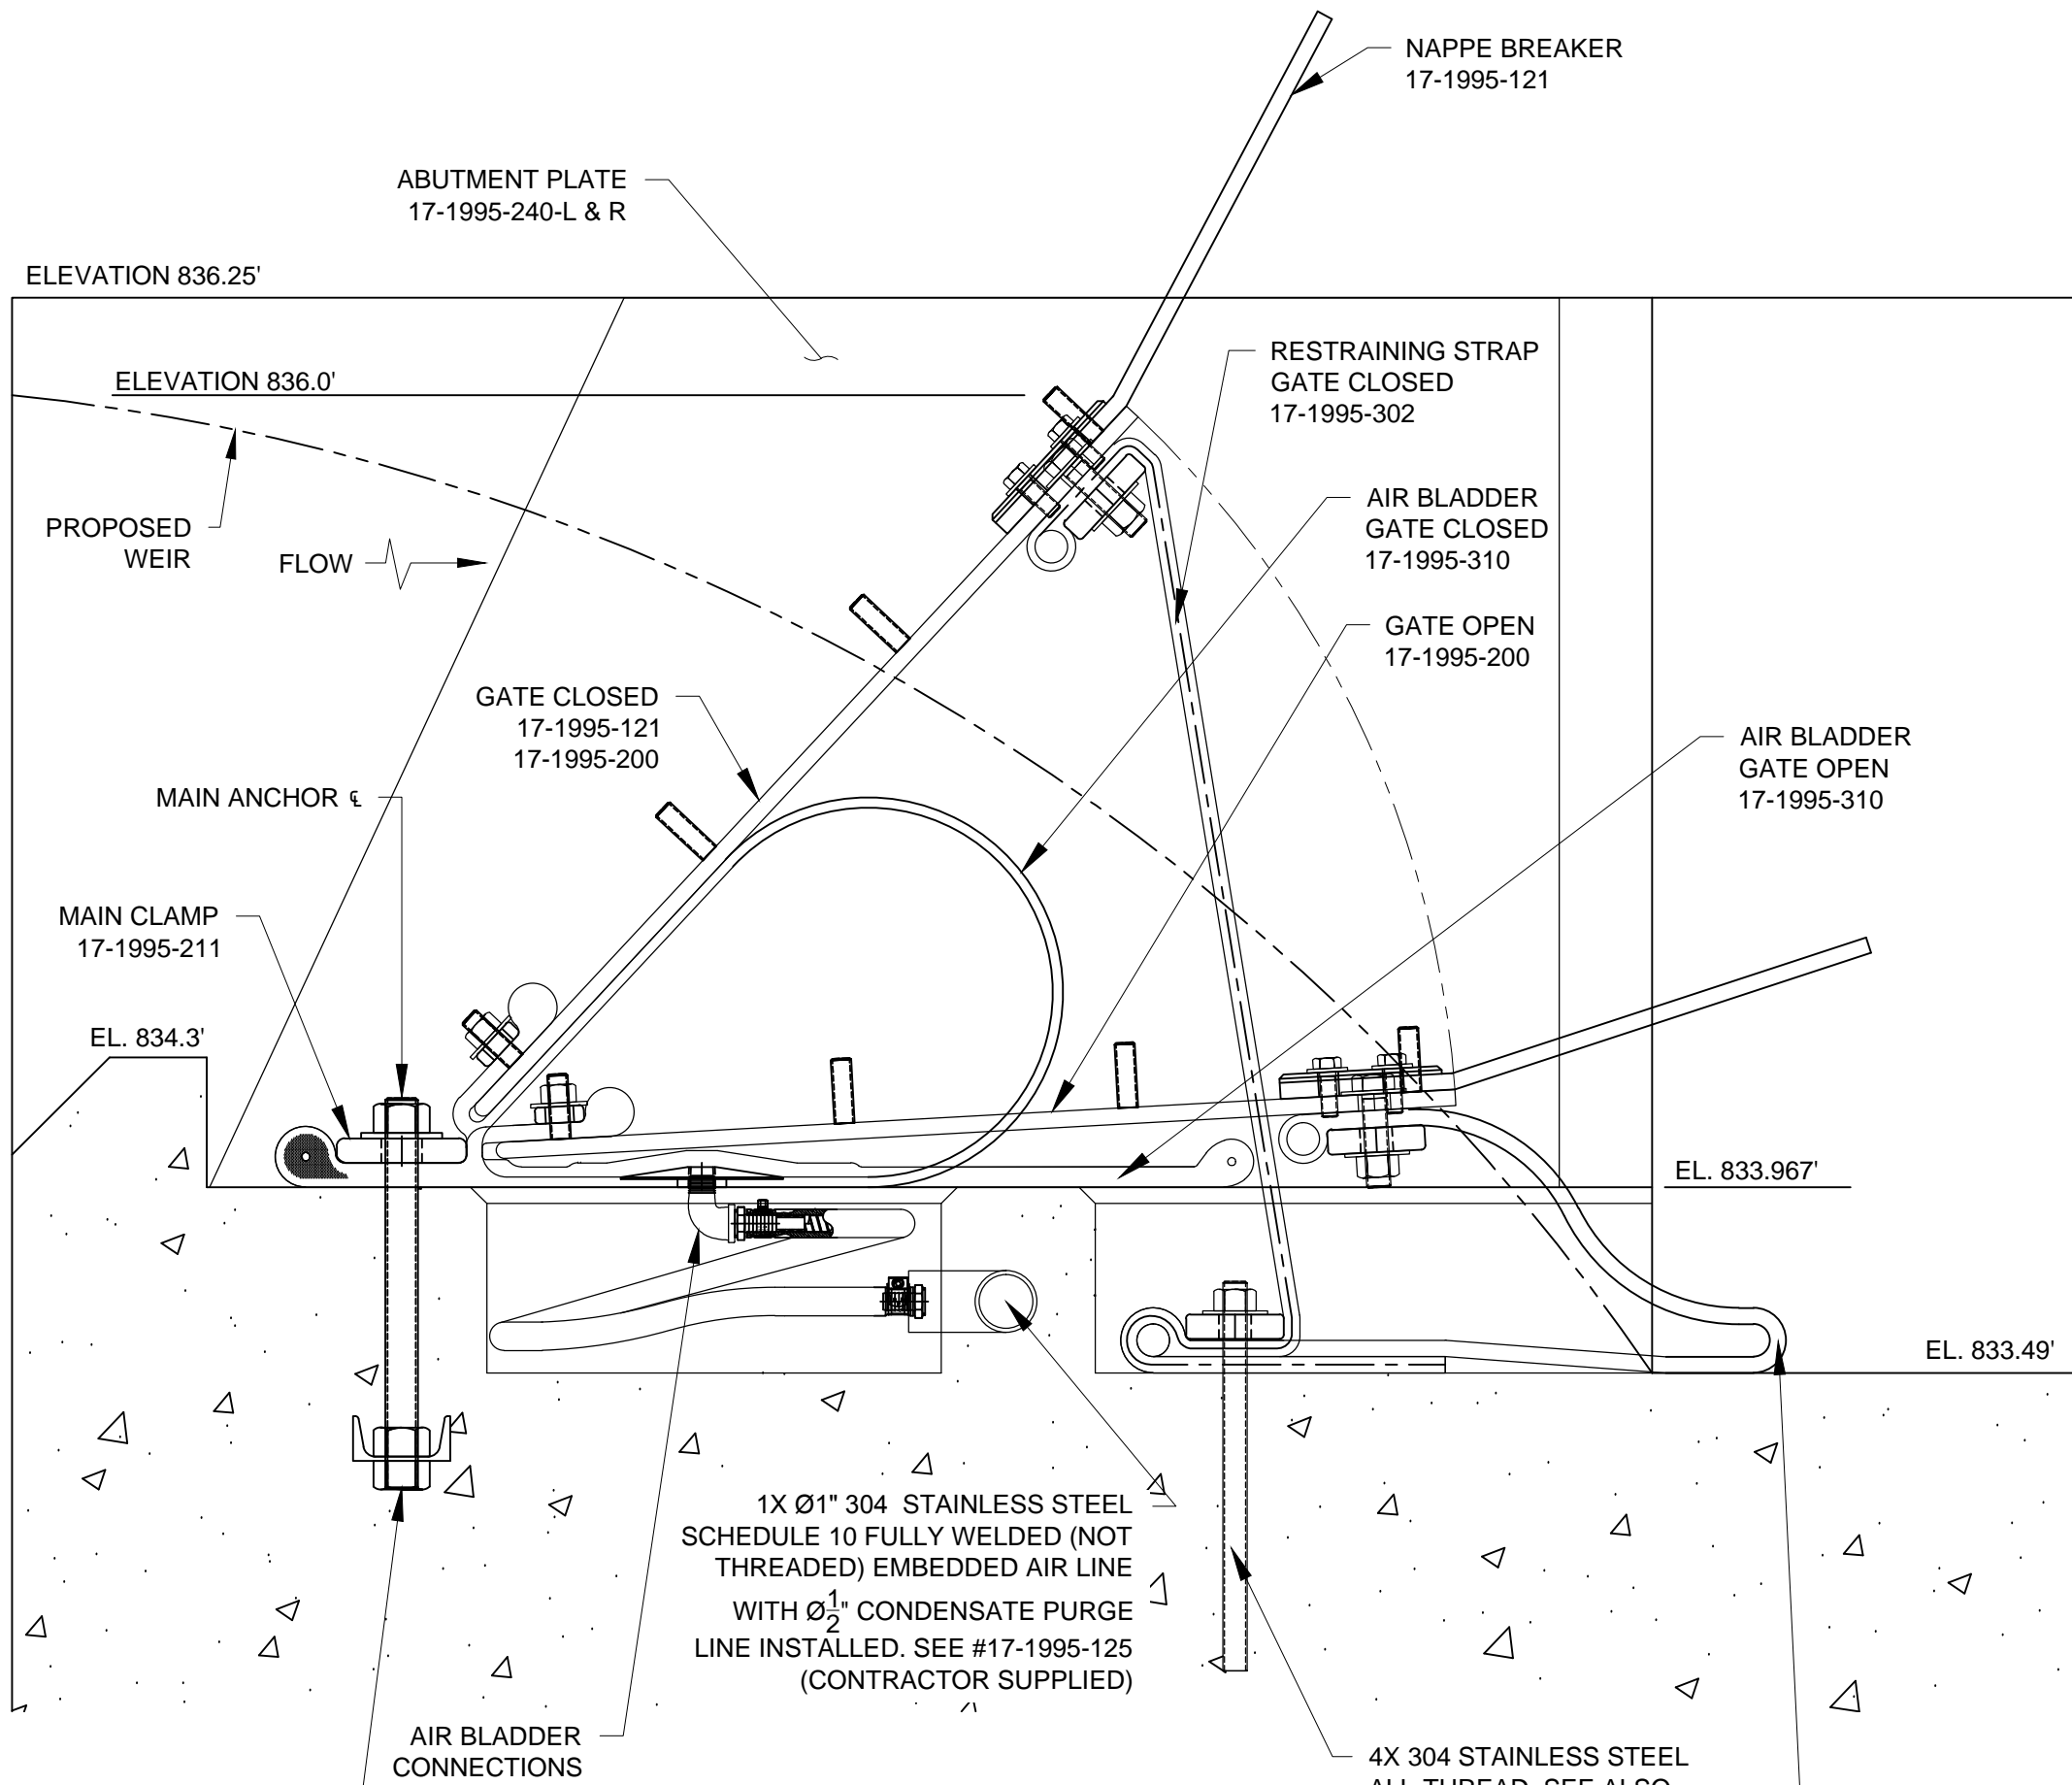 NAPPE BREAKER
17-1995-121
ABUTMENT PLATE
17-1995-240-L & R
ELEVATION 836.25'
ELEVATION 836.0'
RESTRAINING STRAP
GATE CLOSED
17-1995-302
PROPOSED
WEIR
FLOW
AIR BLADDER
GATE CLOSED
17-1995-310
GATE OPEN
17-1995-200
GATE CLOSED
17-1995-121
17-1995-200
AIR BLADDER
GATE OPEN
17-1995-310
MAIN ANCHOR ℄
MAIN CLAMP
17-1995-211
EL. 834.3'
EL. 833.967'
EL. 833.49'
1X Ø1" 304 STAINLESS STEEL
SCHEDULE 10 FULLY WELDED (NOT
THREADED) EMBEDDED AIR LINE
WITH Ø1/2" CONDENSATE PURGE
LINE INSTALLED. SEE #17-1995-125
(CONTRACTOR SUPPLIED)
AIR BLADDER
CONNECTIONS
4X 304 STAINLESS STEEL
ALL-THREAD. SEE ALSO